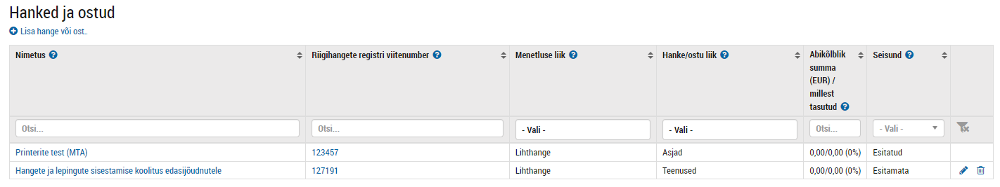 Hanked ja ostud
Lisa hange või ost..
Nimetus
Riigihangete registri viitenumber
Menetluse liik
Hanke/ostu liik
Abikõlblik
summa
(EUR) /
millest
tasutud
Seisund
Otsi...
Otsi...
- Vali -
- Vali -
Otsi...
- Vali -
Printerite test (MTA) 123457 Lihthange Asjad 0,00/0,00 (0%) Esitatud
Hangete ja lepingute sisestamise koolitus edasijõudnutele 127191 Lihthange Teenused 0,00/0,00 (0%) Esitamata